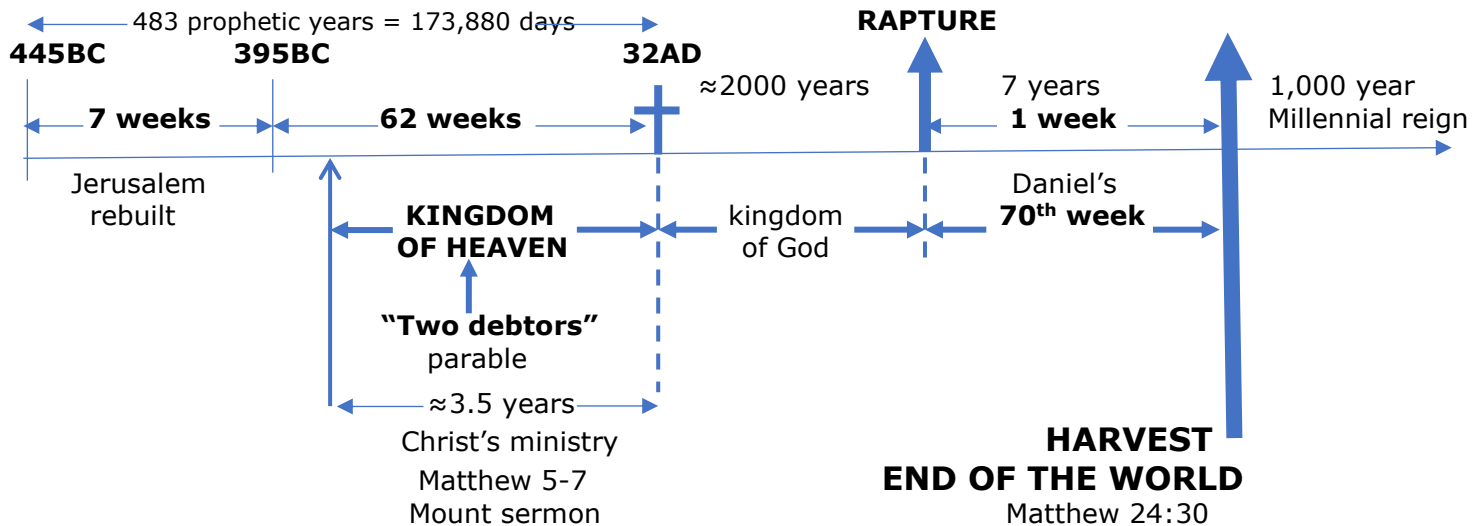 483 prophetic years = 173,880 days
RAPTURE
445BC
395BC
32AD
≈2000 years
7 years
1,000 year
7 weeks
62 weeks
1 week
Millennial reign
Jerusalem
rebuilt
KINGDOM
OF HEAVEN
kingdom
of God
Daniel's
70th week
“Two debtors”
parable
≈3.5 years
Christ's ministry
Matthew 5-7
Mount sermon
HARVEST
END OF THE WORLD
Matthew 24:30